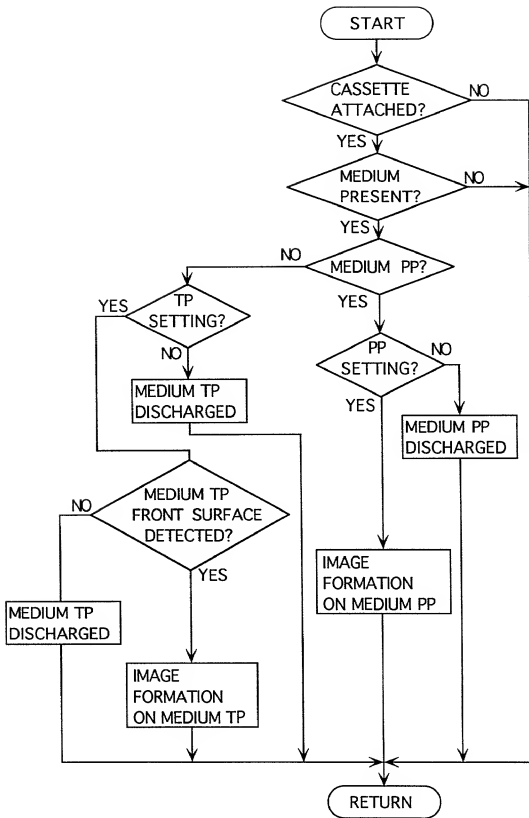 START
CASSETTE
ATTACHED?
NO
YES
MEDIUM
PRESENT?
NO
YES
MEDIUM PP?
NO
YES
TP
SETTING?
YES
NO
PP
SETTING?
NO
YES
MEDIUM TP
DISCHARGED
MEDIUM PP
DISCHARGED
MEDIUM TP
FRONT SURFACE
DETECTED?
NO
YES
IMAGE
FORMATION
ON MEDIUM PP
MEDIUM TP
DISCHARGED
IMAGE
FORMATION
ON MEDIUM TP
RETURN